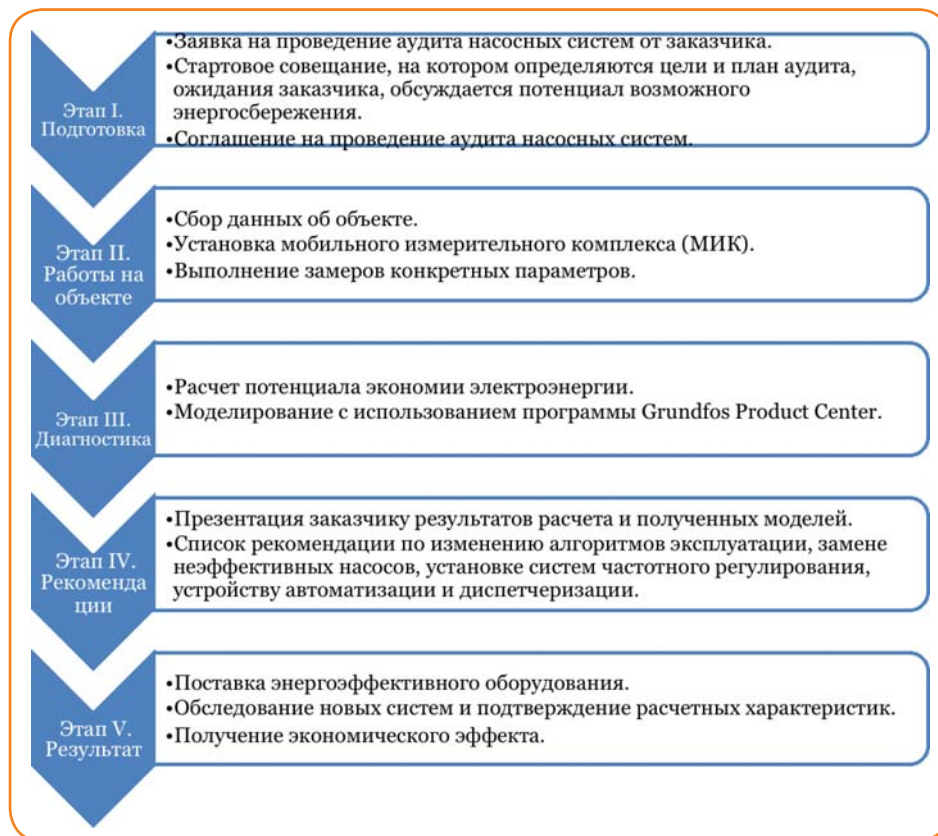 Этап I.
Подготовка
•Заявка на проведение аудита насосных систем от заказчика.
•Стартовое совещание, на котором определяются цели и план аудита,
ожидания заказчика, обсуждается потенциал возможного
энергосбережения.
•Соглашение на проведение аудита насосных систем.
Этап II.
Работы на
объекте
•Сбор данных об объекте.
•Установка мобильного измерительного комплекса (МИК).
•Выполнение замеров конкретных параметров.
Этап III.
Диагностика
•Расчет потенциала экономии электроэнергии.
•Моделирование с использованием программы Grundfos Product Center.
Этап IV.
Рекоменда
ции
•Презентация заказчику результатов расчета и полученных моделей.
•Список рекомендации по изменению алгоритмов эксплуатации, замене
неэффективных насосов, установке систем частотного регулирования,
устройству автоматизации и диспетчеризации.
Этап V.
Результат
•Поставка энергоэффективного оборудования.
•Обследование новых систем и подтверждение расчетных характеристик.
•Получение экономического эффекта.